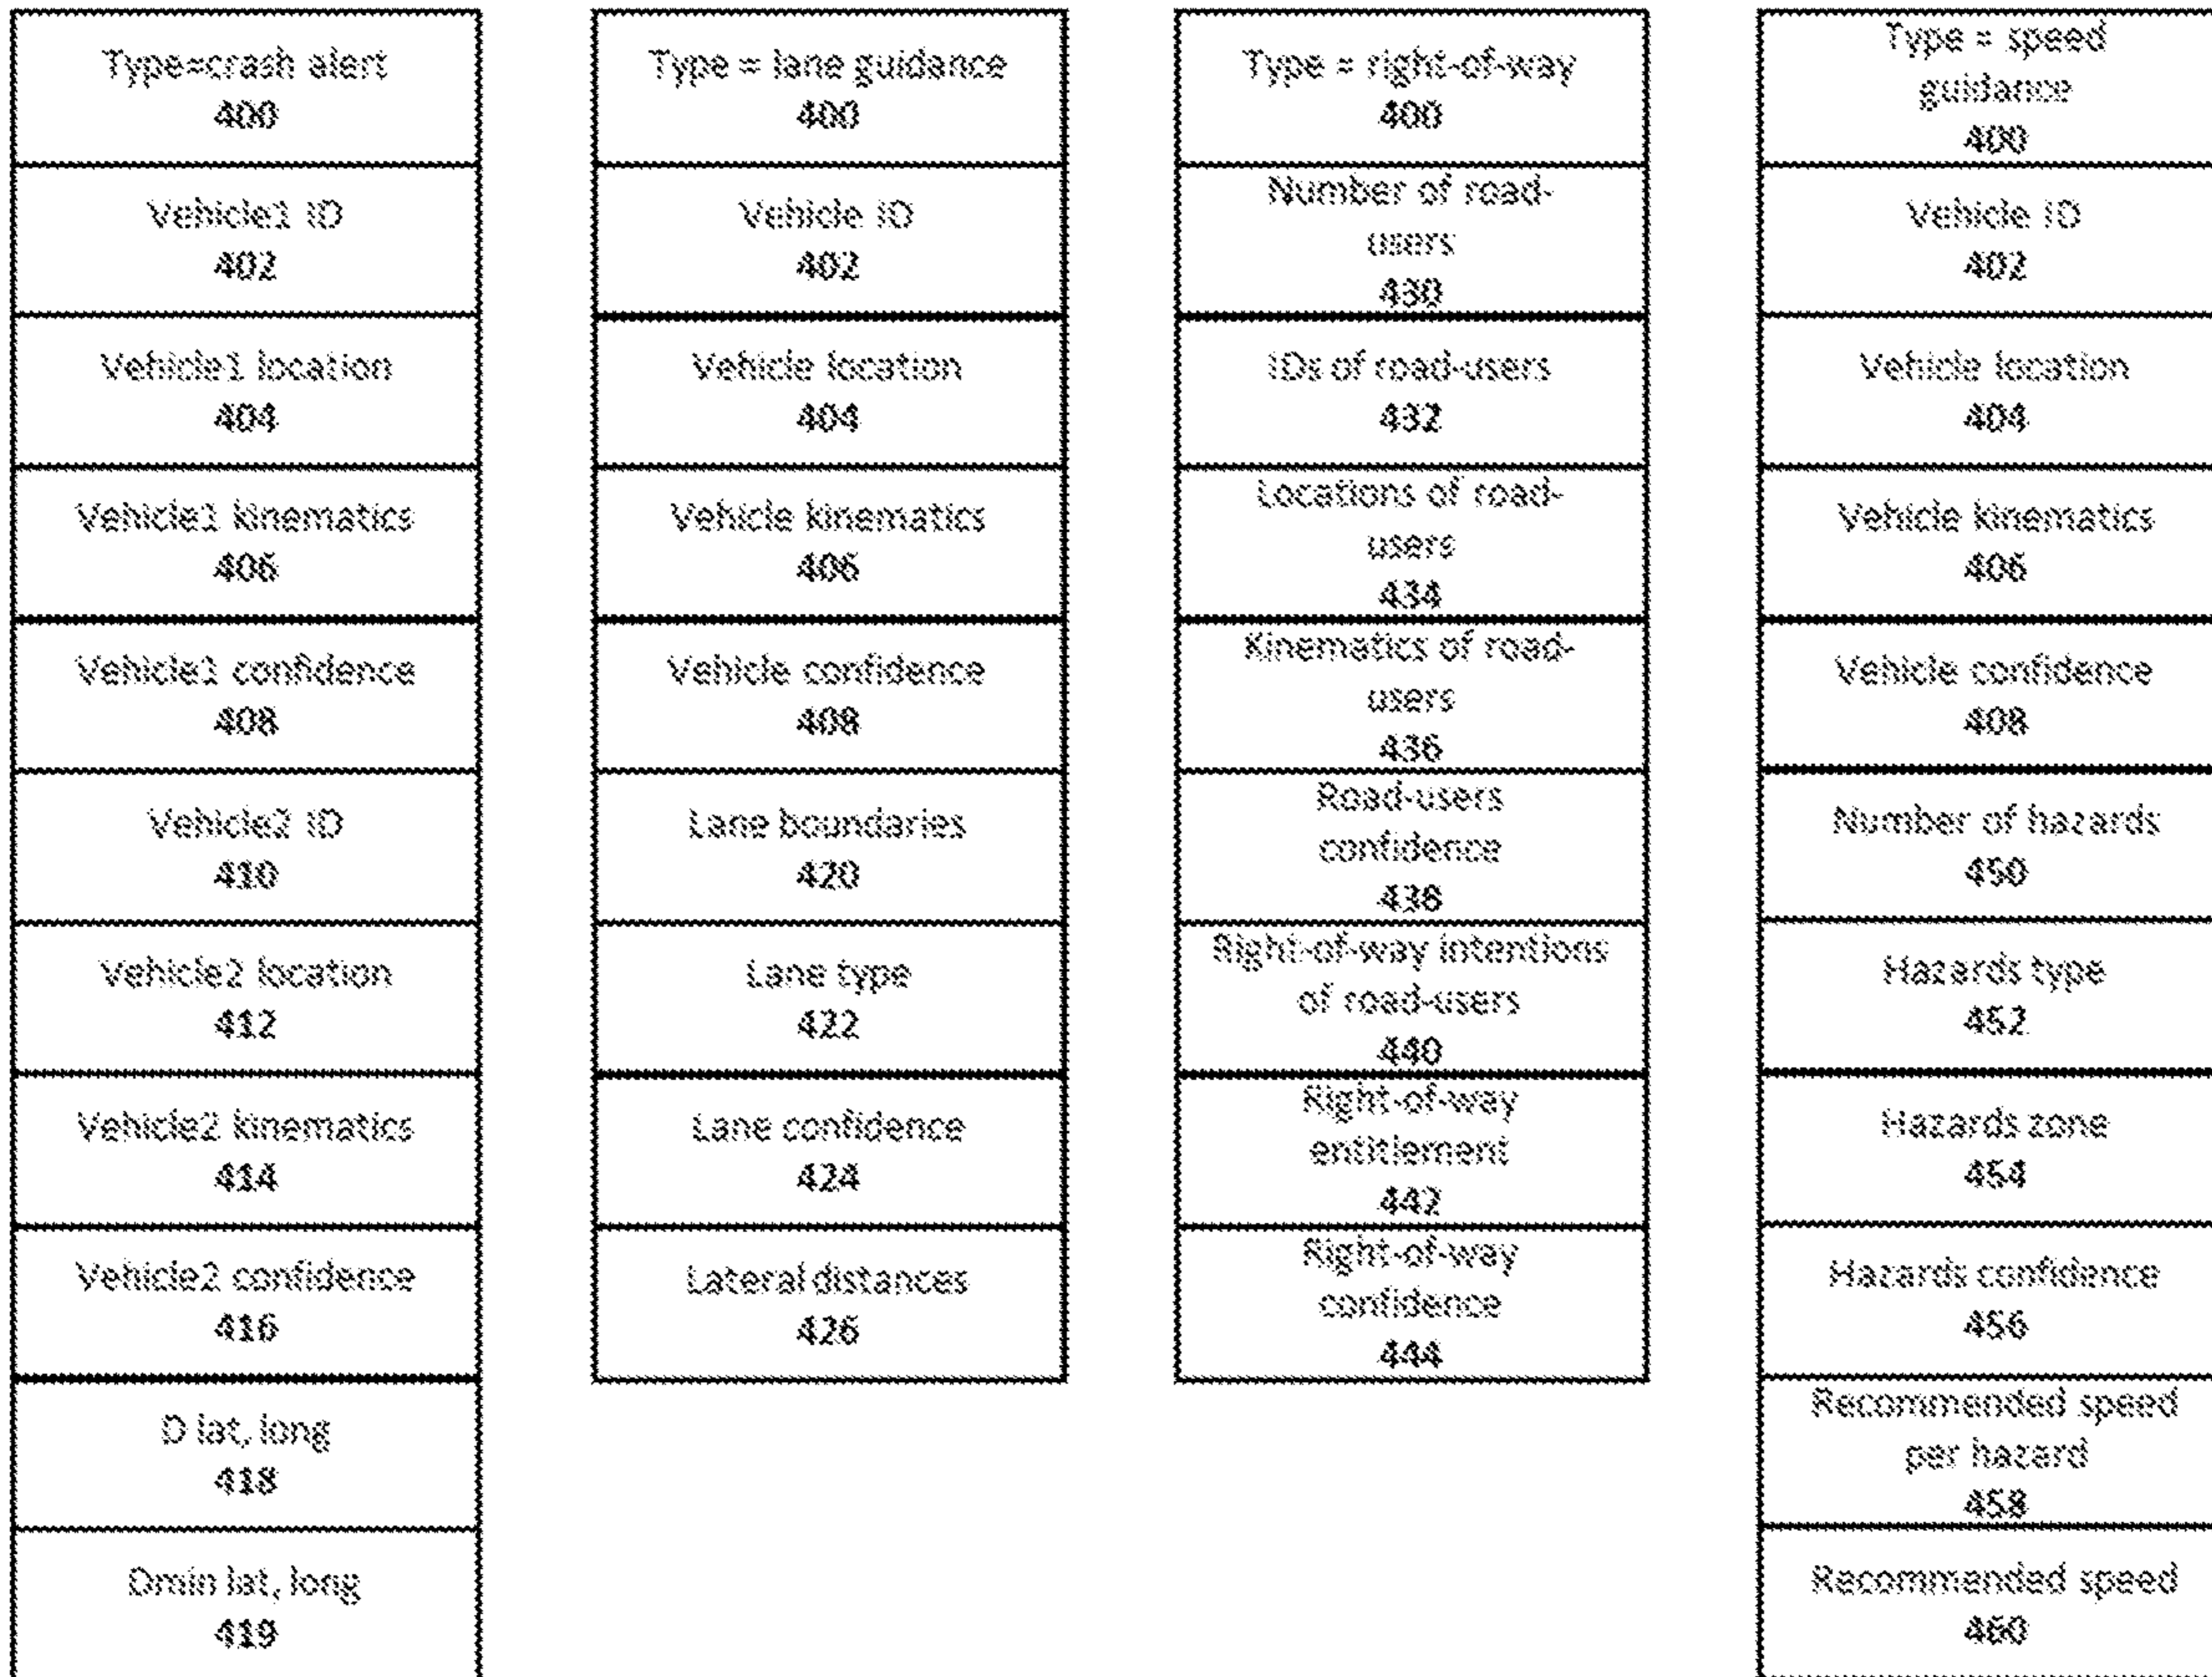 Type=crash alert
400
Vehicle1 ID
402
Vehicle1 location
404
Vehicle1 kinematics
406
Vehicle1 confidence
408
Vehicle2 ID
410
Vehicle2 location
412
Vehicle2 kinematics
414
Vehicle2 confidence
416
D lat, long
418
Dmin lat, long
419
Type = lane guidance
400
Vehicle ID
402
Vehicle location
404
Vehicle kinematics
406
Vehicle confidence
408
Lane boundaries
420
Lane type
422
Lane confidence
424
Lateral distances
426
Type = right-of-way
400
Number of road-
users
430
IDs of road-users
432
Locations of road-
users
434
Kinematics of road-
users
436
Road-users
confidence
438
Right-of-way intentions
of road-users
440
Right-of-way
entitlement
442
Right-of-way
confidence
444
Type = speed
guidance
400
Vehicle ID
402
Vehicle location
404
Vehicle kinematics
406
Vehicle confidence
408
Number of hazards
450
Hazards type
452
Hazards zone
454
Hazards confidence
456
Recommended speed
per hazard
458
Recommended speed
460